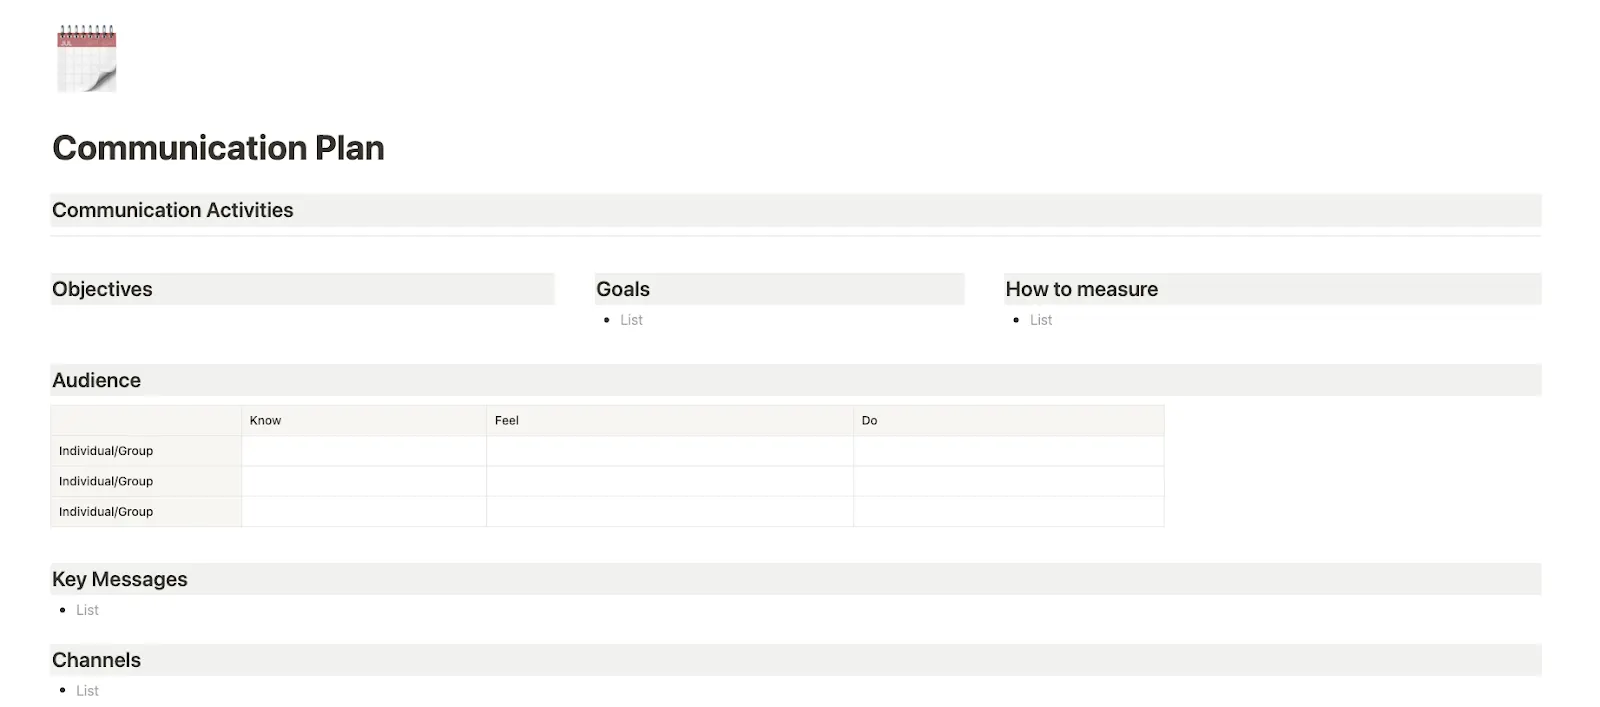 Communication Plan
Communication Activities
Objectives
Goals
• List
How to measure
• List
Audience
Know Feel Do
Individual/Group
Individual/Group
Individual/Group
Key Messages
• List
Channels
• List